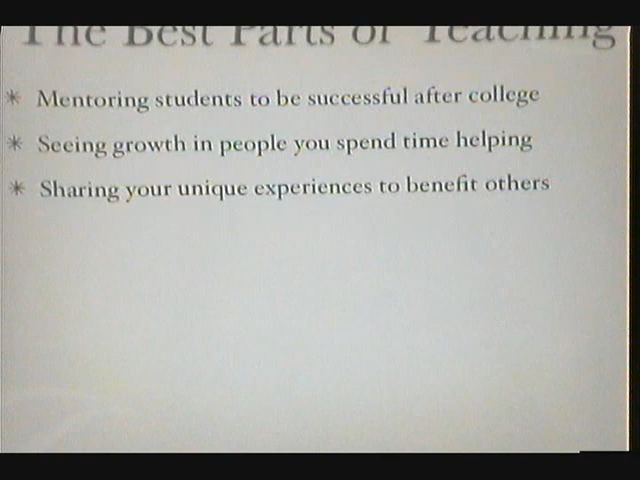 The Best Parts of Teaching
* Mentoring students to be successful after college
* Seeing growth in people you spend time helping
* Sharing your unique experiences to benefit others